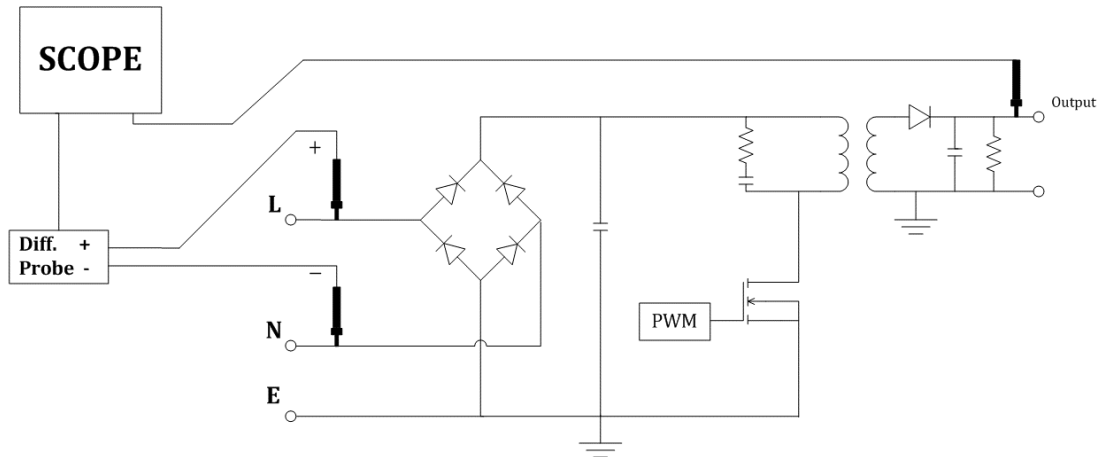 SCOPE
Output
+
L
Diff. +
Probe -
−
N
PWM
E